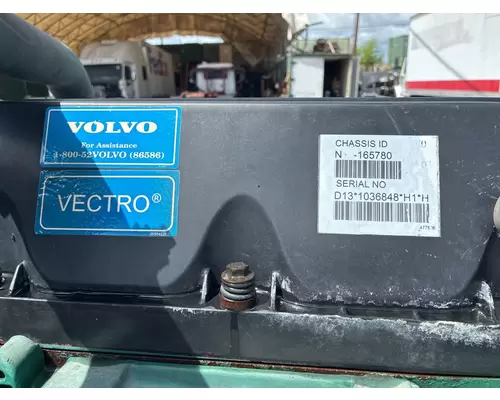 VOLVO
For Assistance
1-800-52VOLVO (86586)
VECTRO®
CHASSIS ID
N -165780
SERIAL NO
D13*1036848*H1*H